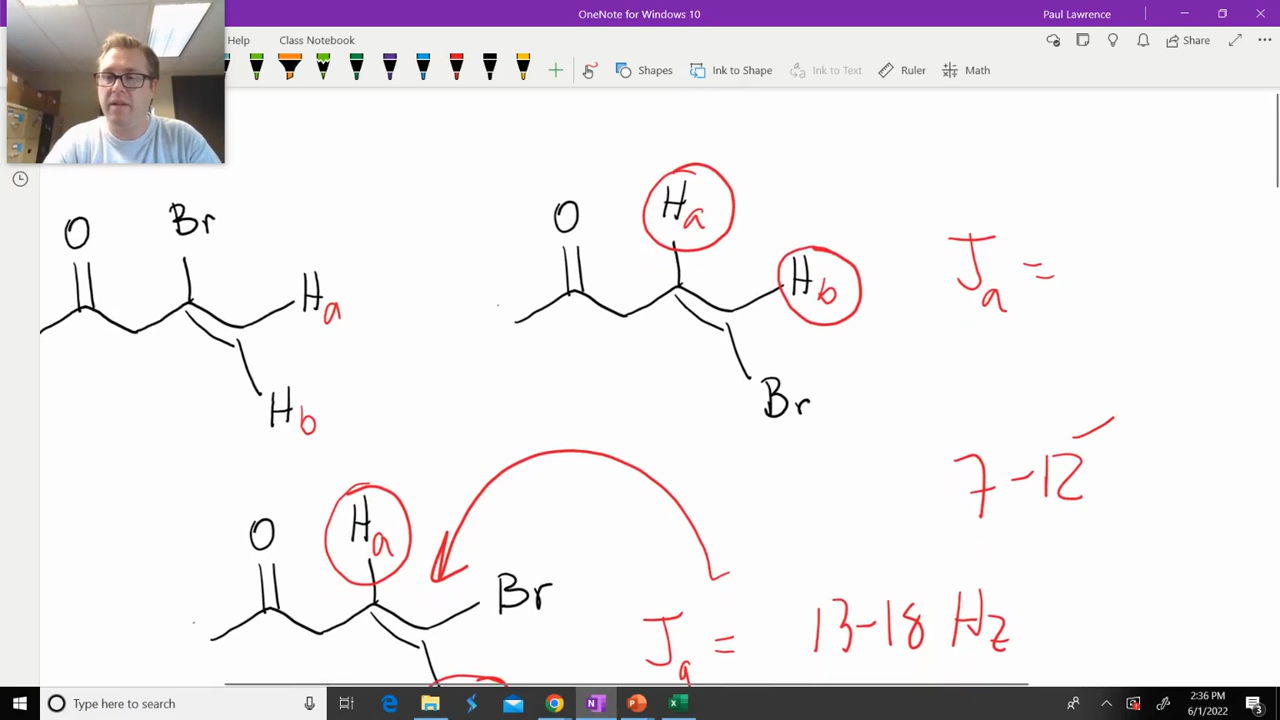 OneNote for Windows 10
Paul Lawrence
Help
Class Notebook
Shapes
Ink to Shape
Ink to Text
Ruler
Math
Share
O
Br
Ha
Hb
O
Ha
Hb
Br
Ja =
7-12
O
Ha
Br
Ja =
13-18 Hz
Type here to search
2:36 PM
6/1/2022
3